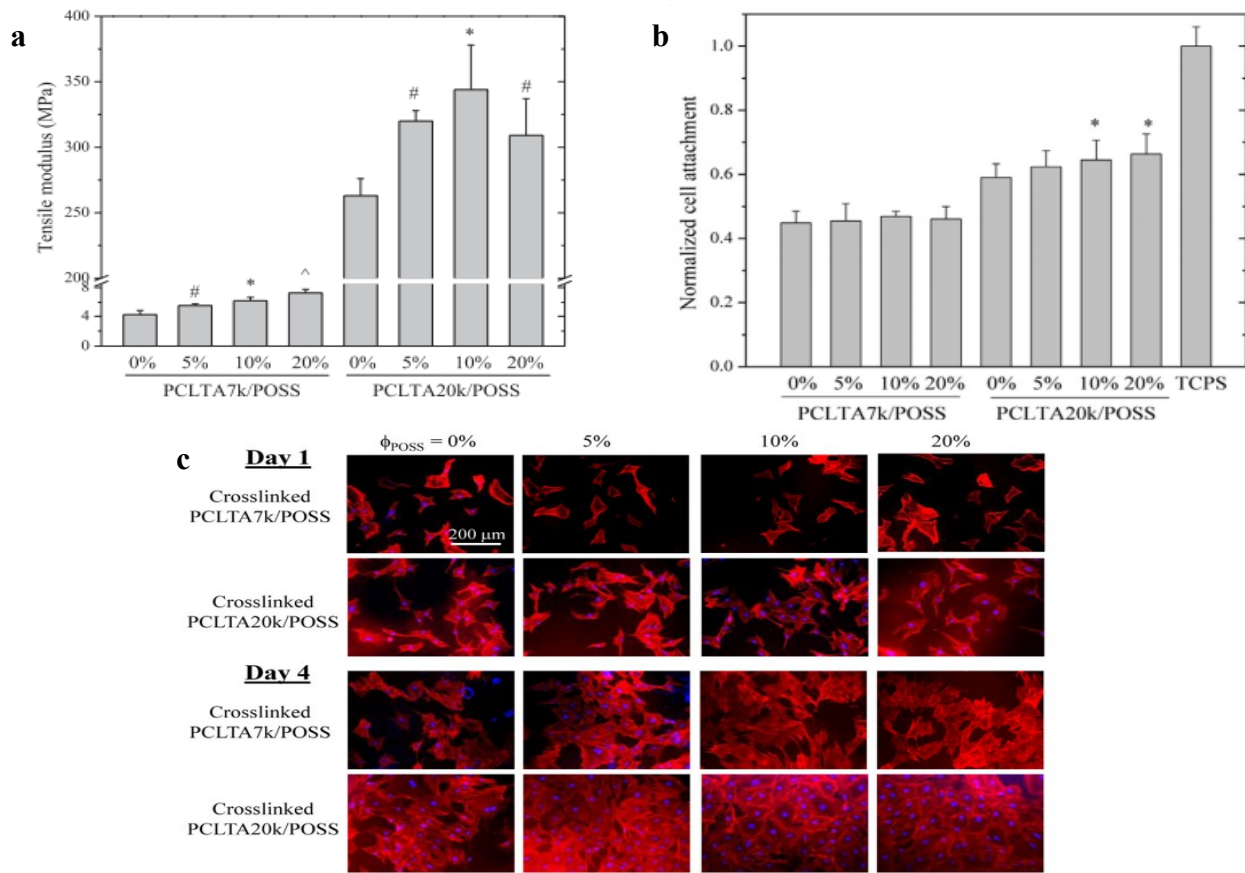 a
Tensile modulus (MPa)
400
350
300
250
200
8
4
0
#
*
^
#
*
#
0% 5% 10% 20% 0% 5% 10% 20%
PCLTA7k/POSS PCLTA20k/POSS
b
Normalized cell attachment
1.0
0.8
0.6
0.4
0.2
0.0
* *
0% 5% 10% 20% 0% 5% 10% 20% TCPS
PCLTA7k/POSS PCLTA20k/POSS
c
ϕPOSS = 0% 5% 10% 20%
Day 1
Crosslinked
PCLTA7k/POSS
200 μm
Crosslinked
PCLTA20k/POSS
Day 4
Crosslinked
PCLTA7k/POSS
Crosslinked
PCLTA20k/POSS